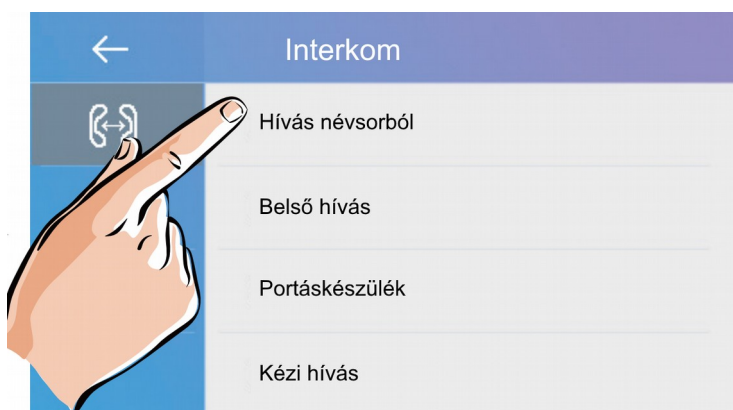 Interkom
Hívás névsorból
Belső hívás
Portáskészülék
Kézi hívás